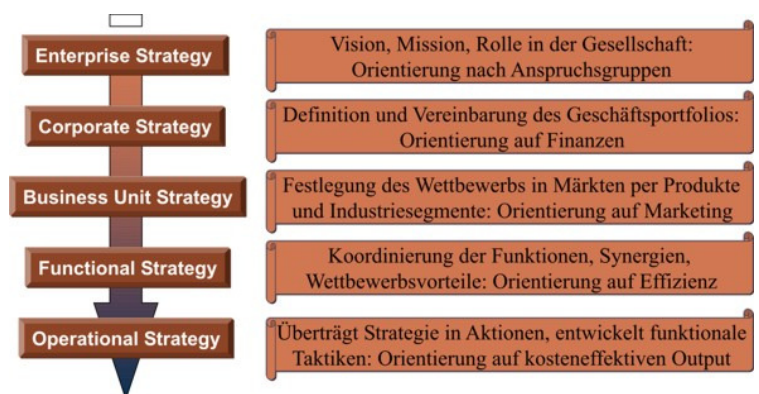 Enterprise Strategy
Vision, Mission, Rolle in der Gesellschaft:
Orientierung nach Anspruchsgruppen
Corporate Strategy
Definition und Vereinbarung des Geschäftsportfolios:
Orientierung auf Finanzen
Business Unit Strategy
Festlegung des Wettbewerbs in Märkten per Produkte
und Industriesegmente: Orientierung auf Marketing
Functional Strategy
Koordinierung der Funktionen, Synergien,
Wettbewerbsvorteile: Orientierung auf Effizienz
Operational Strategy
Überträgt Strategie in Aktionen, entwickelt funktionale
Taktiken: Orientierung auf kosteneffektiven Output